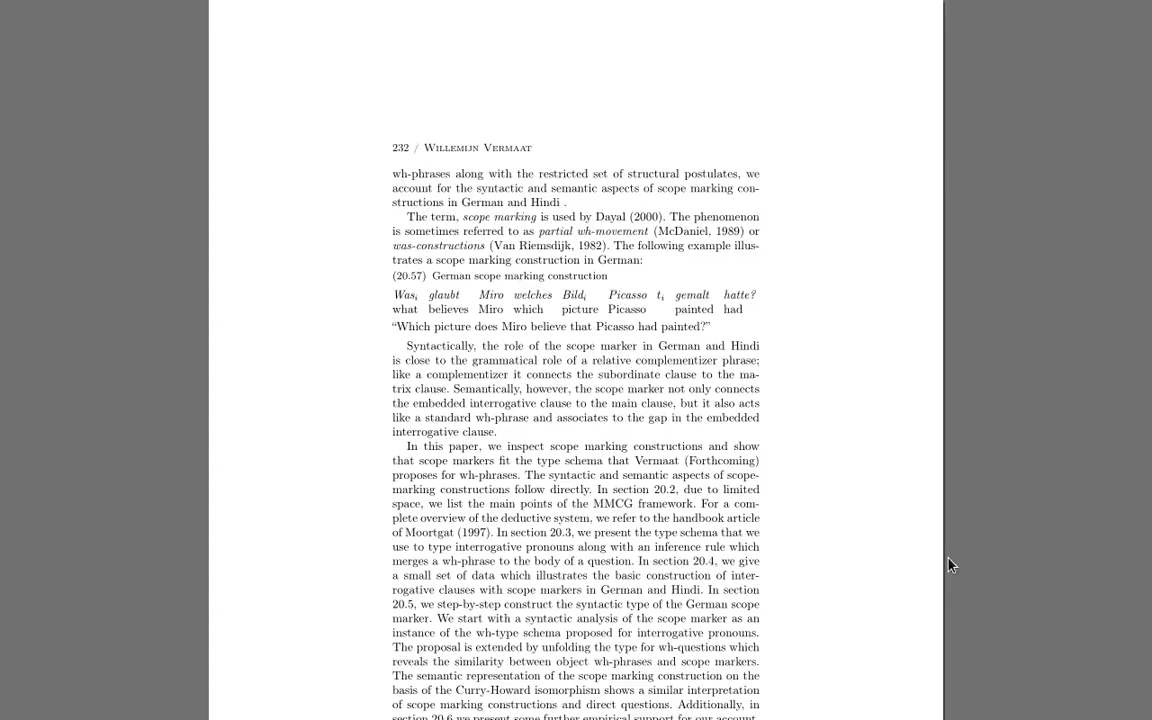 232 / Willemijn Vermaat
wh-phrases along with the restricted set of structural postulates, we
account for the syntactic and semantic aspects of scope marking con-
structions in German and Hindi .
The term, scope marking is used by Dayal (2000). The phenomenon
is sometimes referred to as partial wh-movement (McDaniel, 1989) or
was-constructions (Van Riemsdijk, 1982). The following example illus-
trates a scope marking construction in German:
(20.57) German scope marking construction
Was_i glaubt Miro welches Bild_i Picasso t_i gemalt hatte?
what believes Miro which picture Picasso painted had
“Which picture does Miro believe that Picasso had painted?”
Syntactically, the role of the scope marker in German and Hindi
is close to the grammatical role of a relative complementizer phrase;
like a complementizer it connects the subordinate clause to the ma-
trix clause. Semantically, however, the scope marker not only connects
the embedded interrogative clause to the main clause, but it also acts
like a standard wh-phrase and associates to the gap in the embedded
interrogative clause.
In this paper, we inspect scope marking constructions and show
that scope markers fit the type schema that Vermaat (Forthcoming)
proposes for wh-phrases. The syntactic and semantic aspects of scope-
marking constructions follow directly. In section 20.2, due to limited
space, we list the main points of the MMCG framework. For a com-
plete overview of the deductive system, we refer to the handbook article
of Moortgat (1997). In section 20.3, we present the type schema that we
use to type interrogative pronouns along with an inference rule which
merges a wh-phrase to the body of a question. In section 20.4, we give
a small set of data which illustrates the basic construction of inter-
rogative clauses with scope markers in German and Hindi. In section
20.5, we step-by-step construct the syntactic type of the German scope
marker. We start with a syntactic analysis of the scope marker as an
instance of the wh-type schema proposed for interrogative pronouns.
The proposal is extended by unfolding the type for wh-questions which
reveals the similarity between object wh-phrases and scope markers.
The semantic representation of the scope marking construction on the
basis of the Curry-Howard isomorphism shows a similar interpretation
of scope marking constructions and direct questions. Additionally, in
section 20.6 we present some further empirical support for our account.